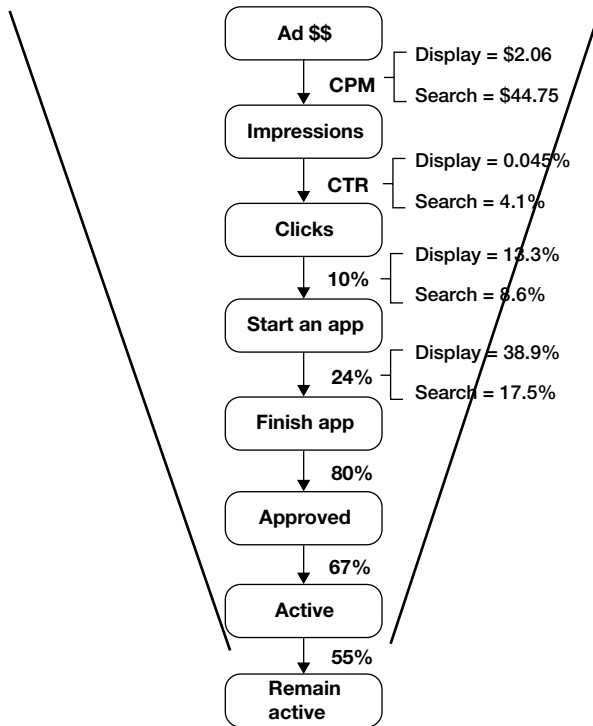 Ad $$
CPM
Display = $2.06
Search = $44.75
Impressions
CTR
Display = 0.045%
Search = 4.1%
Clicks
10%
Display = 13.3%
Search = 8.6%
Start an app
24%
Display = 38.9%
Search = 17.5%
Finish app
80%
Approved
67%
Active
55%
Remain
active